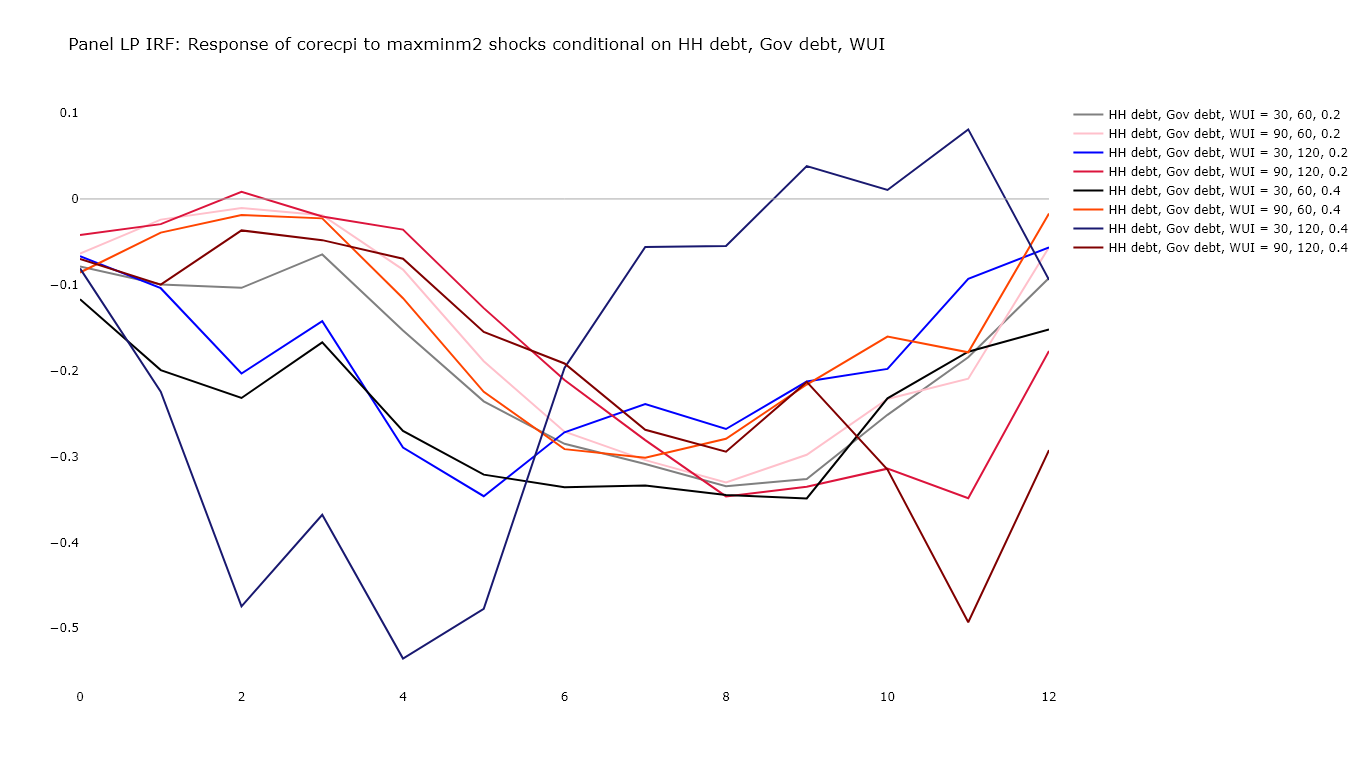 Panel LP IRF: Response of corecpi to maxminm2 shocks conditional on HH debt, Gov debt, WUI
0.1
0
−0.1
−0.2
−0.3
−0.4
−0.5
0 2 4 6 8 10 12
HH debt, Gov debt, WUI = 30, 60, 0.2
HH debt, Gov debt, WUI = 90, 60, 0.2
HH debt, Gov debt, WUI = 30, 120, 0.2
HH debt, Gov debt, WUI = 90, 120, 0.2
HH debt, Gov debt, WUI = 30, 60, 0.4
HH debt, Gov debt, WUI = 90, 60, 0.4
HH debt, Gov debt, WUI = 30, 120, 0.4
HH debt, Gov debt, WUI = 90, 120, 0.4